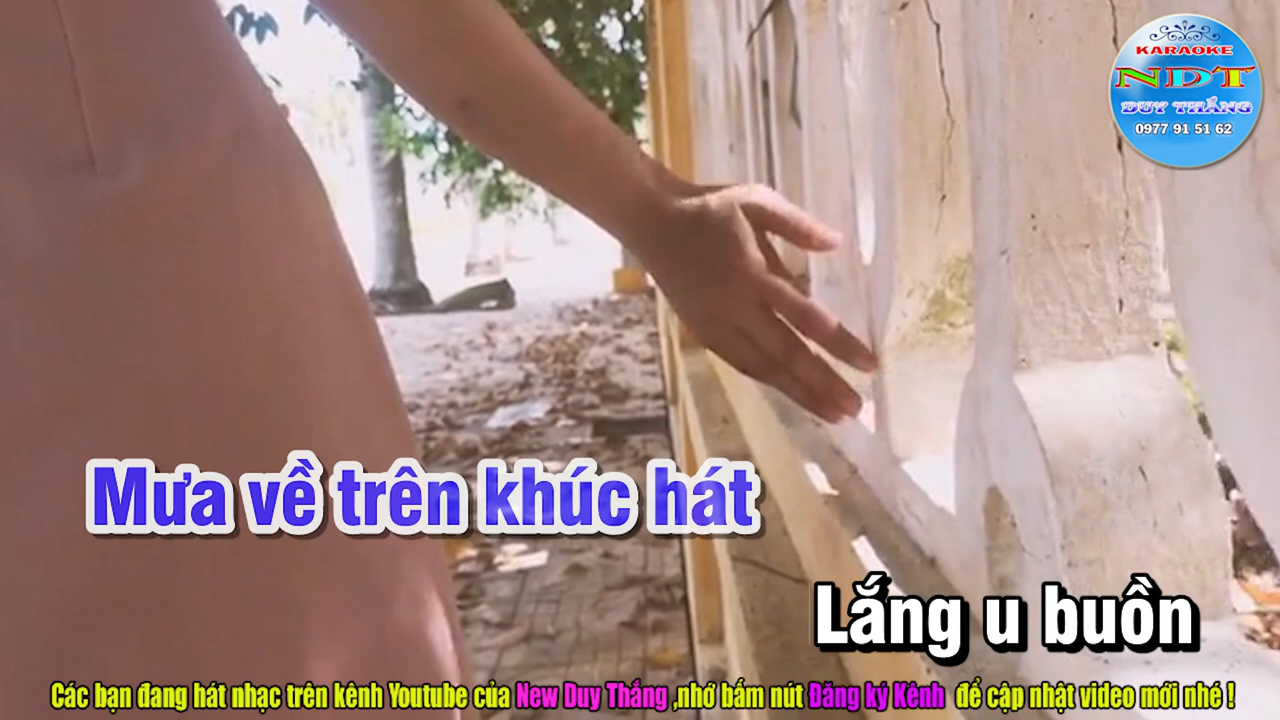 KARAOKE
NDT
DUY THẮNG
0977 91 51 62
Mưa về trên khúc hát
Lắng u buồn
Các bạn đang hát nhạc trên kênh Youtube của New Duy Thắng ,nhớ bấm nút Đăng ký Kênh để cập nhật video mới nhé !